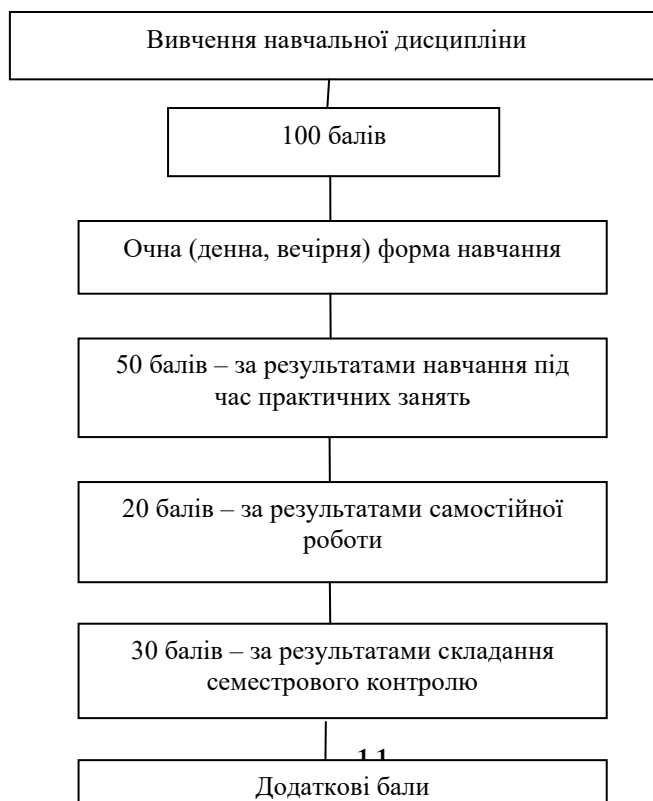 Вивчення навчальної дисципліни
100 балів
Очна (денна, вечірня) форма навчання
50 балів – за результатами навчання під
час практичних занять
20 балів – за результатами самостійної
роботи
30 балів – за результатами складання
семестрового контролю
11
Додаткові бали